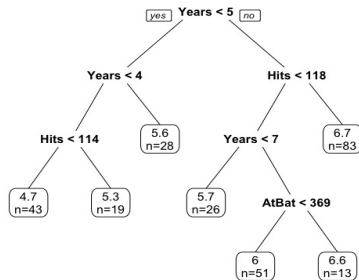 yes Years < 5 no
Years < 4 Hits < 118
Hits < 114 5.6 Years < 7 6.7
n=28 n=83
4.7 5.3 5.7 AtBat < 369
n=43 n=19 n=26
6 6.6
n=51 n=13